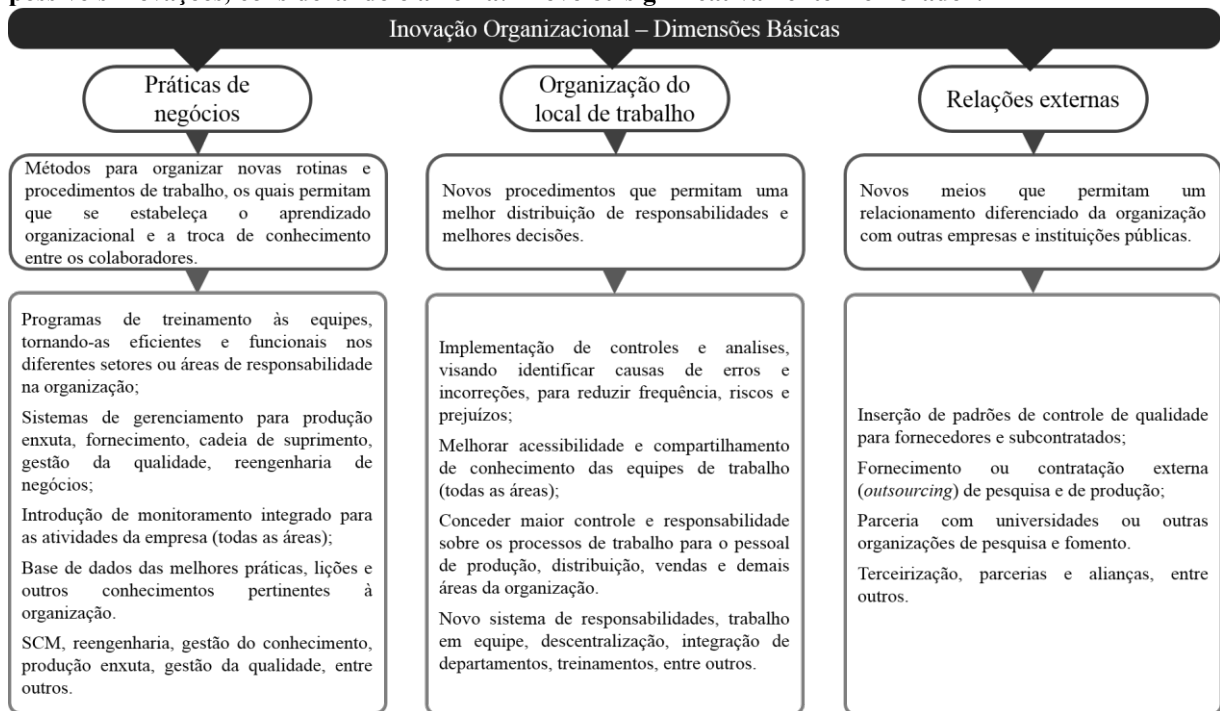 possíveis inovações, considerando novo ou significativamente melhorado
Inovação Organizacional – Dimensões Básicas
Práticas de
negócios
Métodos para organizar novas rotinas e
procedimentos de trabalho, os quais permitam
que se estabeleça o aprendizado
organizacional e a troca de conhecimento
entre os colaboradores.
Programas de treinamento às equipes,
tornando-as eficientes e funcionais nos
diferentes setores ou áreas de responsabilidade
na organização;
Sistemas de gerenciamento para produção
enxuta, fornecimento, cadeia de suprimento,
gestão da qualidade, reengenharia de
negócios;
Introdução de monitoramento integrado para
as atividades da empresa (todas as áreas);
Base de dados das melhores práticas, lições e
outros conhecimentos pertinentes à
organização.
SCM, reengenharia, gestão do conhecimento,
produção enxuta, gestão da qualidade, entre
outros.
Organização do
local de trabalho
Novos procedimentos que permitam uma
melhor distribuição de responsabilidades e
melhores decisões.
Implementação de controles e analises,
visando identificar causas de erros e
incorreções, para reduzir frequência, riscos e
prejuízos;
Melhorar acessibilidade e compartilhamento
de conhecimento das equipes de trabalho
(todas as áreas);
Conceder maior controle e responsabilidade
sobre os processos de trabalho para o pessoal
de produção, distribuição, vendas e demais
áreas da organização.
Novo sistema de responsabilidades, trabalho
em equipe, descentralização, integração de
departamentos, treinamentos, entre outros.
Relações externas
Novos meios que permitam um
relacionamento diferenciado da organização
com outras empresas e instituições públicas.
Inserção de padrões de controle de qualidade
para fornecedores e subcontratados;
Fornecimento ou contratação externa
(outsourcing) de pesquisa e de produção;
Parceria com universidades ou outras
organizações de pesquisa e fomento.
Terceirização, parcerias e alianças, entre
outros.